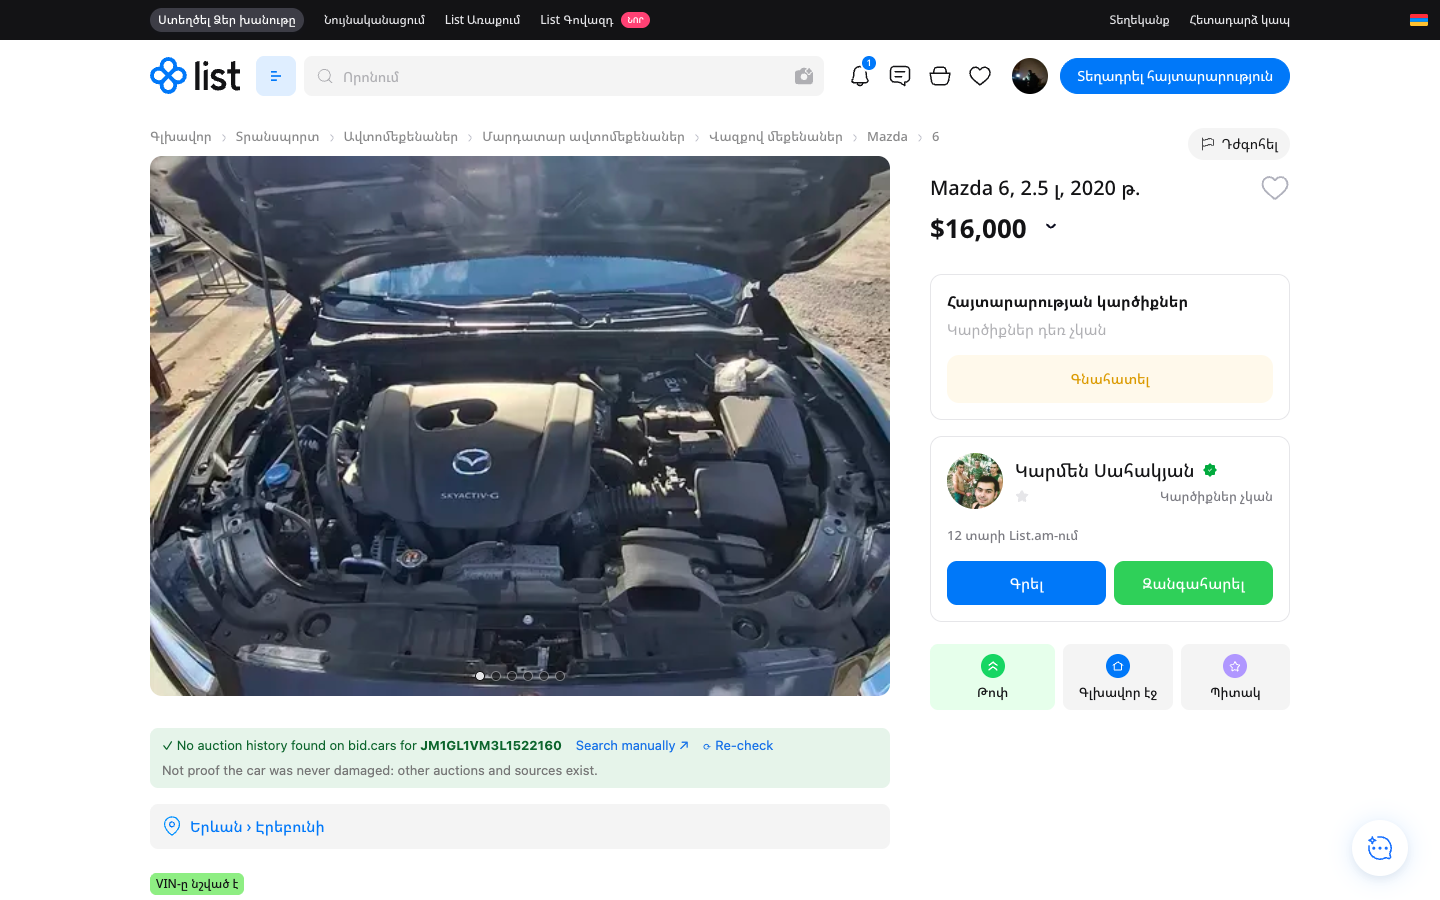 Ստեղծել Ձեր խանութը
Նույնականացում
List Առաքում
List Գովազդ
ՆՈՐ
Տեղեկանք
Հետադարձ կապ
list
Որոնում
1
Տեղադրել հայտարարություն
Գլխավոր › Տրանսպորտ › Ավտոմեքենաներ › Մարդատար ավտոմեքենաներ › Վազքով մեքենաներ › Mazda › 6
Դժգոհել
Mazda 6, 2.5 լ, 2020 թ.
$16,000
Հայտարարության կարծիքներ
Կարծիքներ դեռ չկան
Գնահատել
mazda
SKYACTIV-G
Կարմեն Սահակյան
Կարծիքներ չկան
12 տարի List.am-ում
Գրել
Զանգահարել
Թոփ
Գլխավոր էջ
Պիտակ
✓ No auction history found on bid.cars for JM1GL1VM3L1522160 Search manually ↗ ⟳ Re-check
Not proof the car was never damaged: other auctions and sources exist.
Երևան › Էրեբունի
VIN-ը նշված է